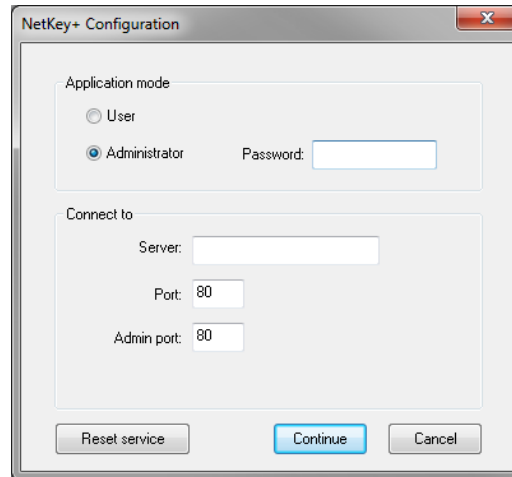 NetKey+ Configuration
Application mode
User
Administrator Password:
Connect to
Server:
Port: 80
Admin port: 80
Reset service Continue Cancel